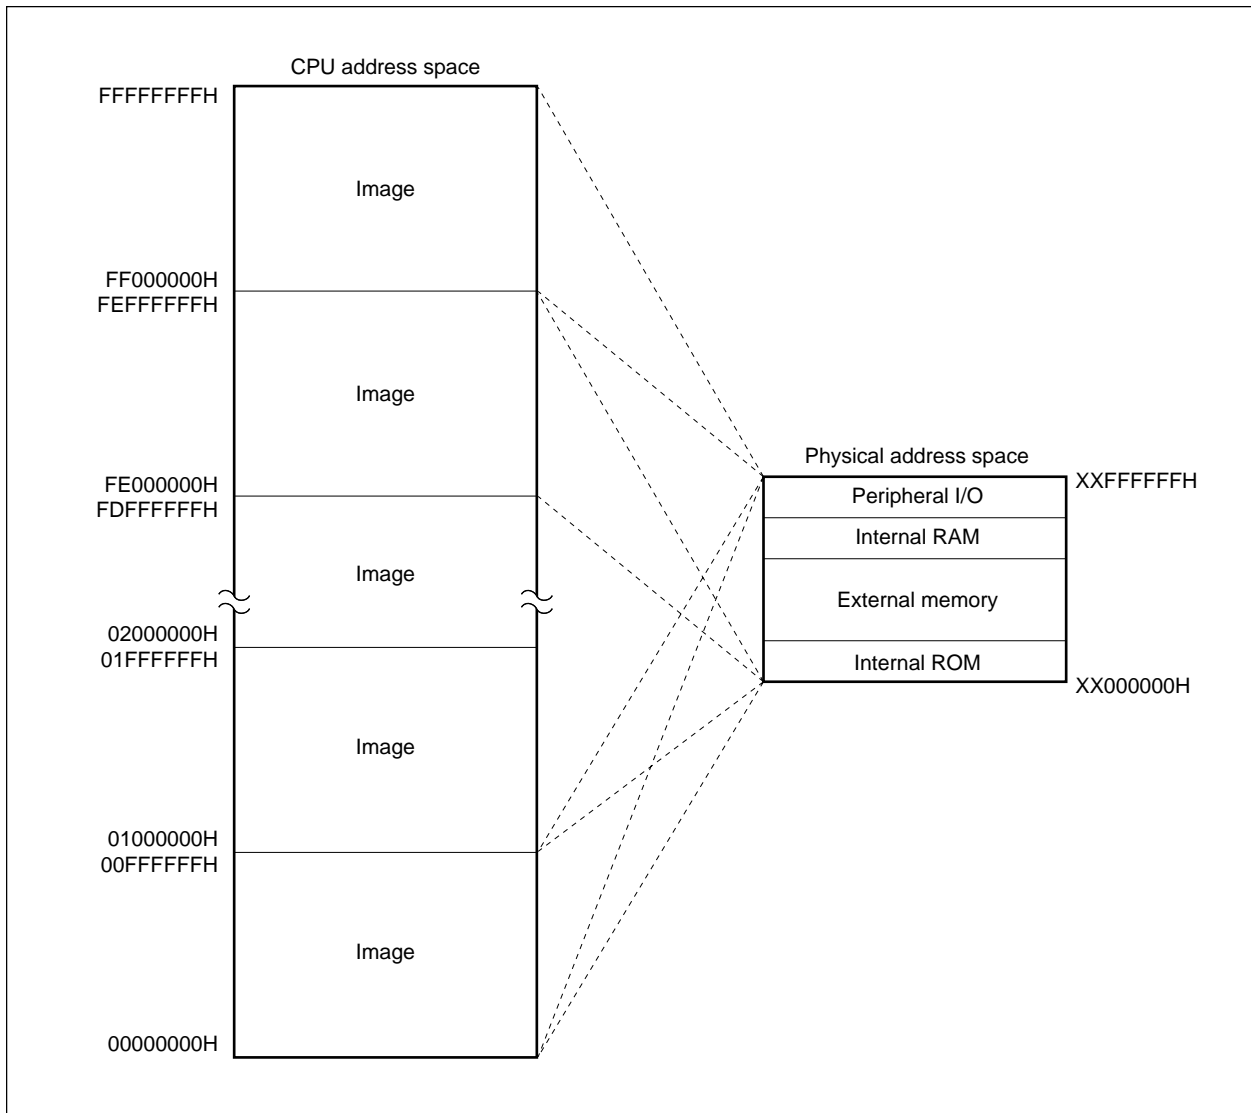 CPU address space
FFFFFFFFH
Image
FF000000H
FEFFFFFFH
Image
FE000000H
FDFFFFFFH
Image
02000000H
01FFFFFFH
Image
01000000H
00FFFFFFH
Image
00000000H
Physical address space
XXFFFFFFH
Peripheral I/O
Internal RAM
External memory
Internal ROM
XX000000H